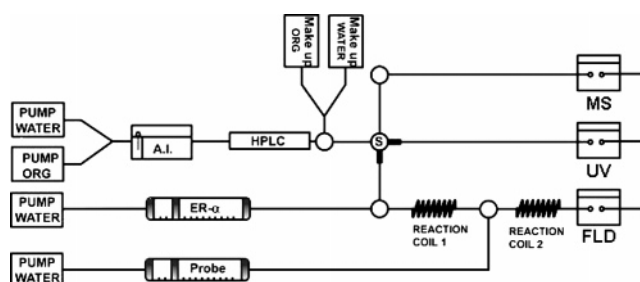 Make up
ORG
Make up
WATER
MS
PUMP
WATER
A.I.
HPLC
S
UV
PUMP
ORG
PUMP
WATER
ER-α
REACTION
COIL 1
REACTION
COIL 2
FLD
PUMP
WATER
Probe